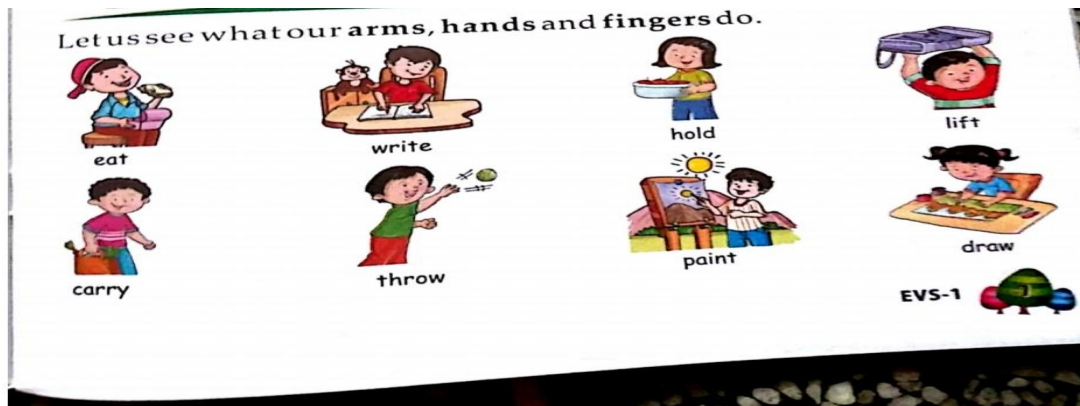 Let us see what our arms, hands and fingers do.
eat
write
hold
lift
carry
throw
paint
draw
EVS-1